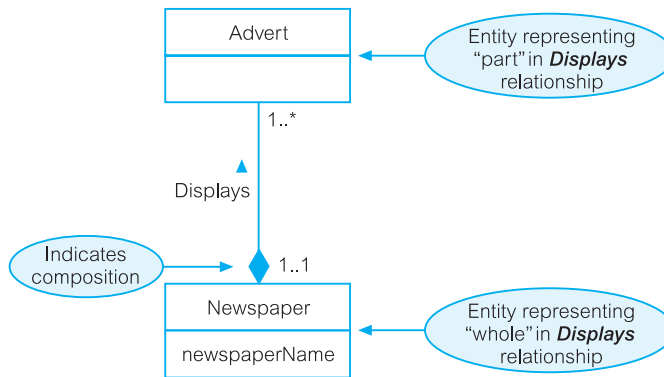 Advert
Entity representing
“part” in Displays
relationship
1..*
Displays
Indicates
composition
1..1
Newspaper
newspaperName
Entity representing
“whole” in Displays
relationship